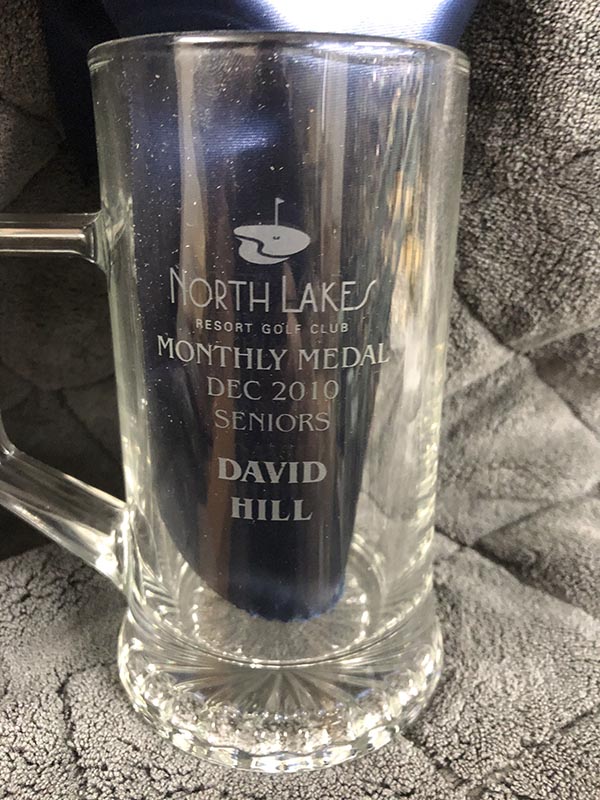 NORTH LAKES
RESORT GOLF CLUB
MONTHLY MEDAL
DEC 2010
SENIORS
DAVID
HILL